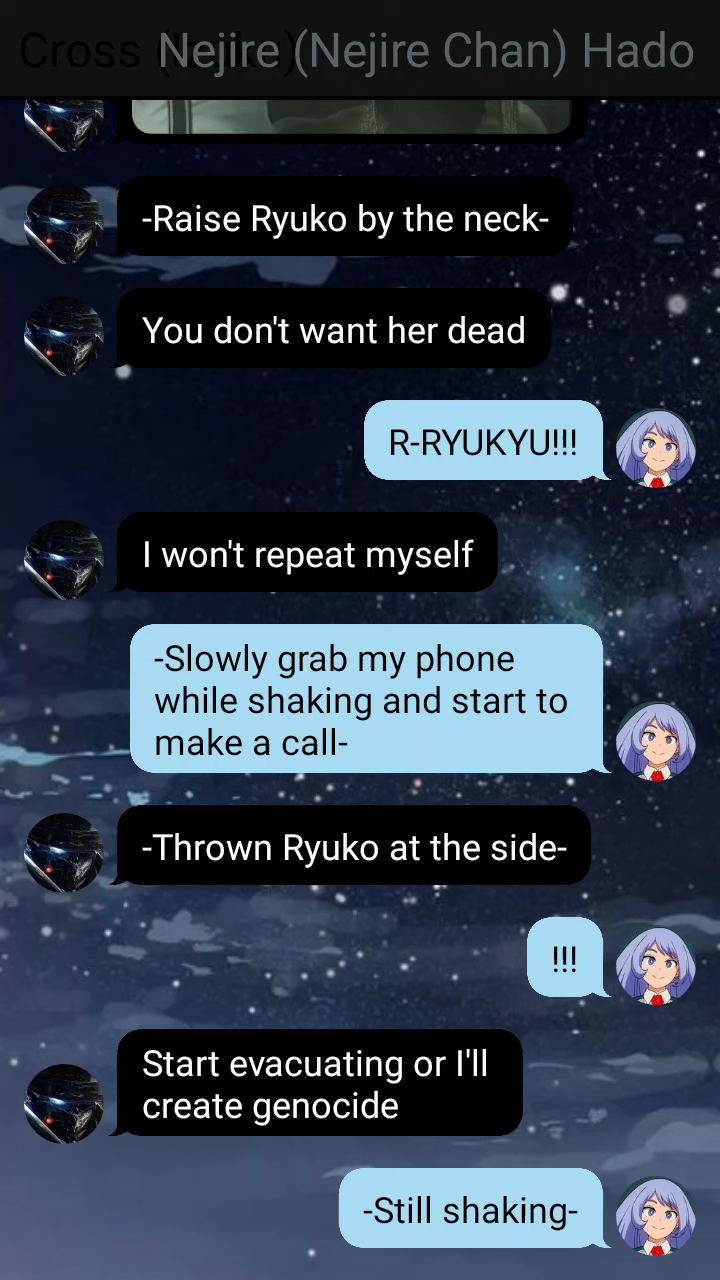 Cross (
Nejire (Nejire Chan) Hado
-Raise Ryuko by the neck-
You don't want her dead
R-RYUKYU!!!
I won't repeat myself
-Slowly grab my phone
while shaking and start to
make a call-
-Thrown Ryuko at the side-
!!!
Start evacuating or I'll
create genocide
-Still shaking-